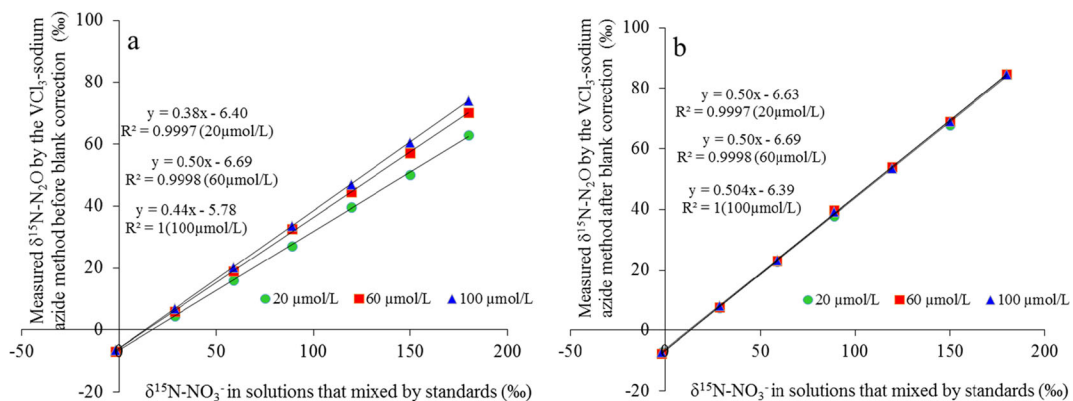 a
Measured δ¹⁵N-N₂O by the VCl₃-sodium
azide method before blank correction (‰)
100
80
60
40
20
0
-20
-50
0
50
100
150
200
y = 0.38x - 6.40
R² = 0.9997 (20μmol/L)
y = 0.50x - 6.69
R² = 0.9998 (60μmol/L)
y = 0.44x - 5.78
R² = 1(100μmol/L)
20 μmol/L 60 μmol/L 100 μmol/L
δ¹⁵N-NO₃⁻ in solutions that mixed by standards (‰)
b
Measured δ¹⁵N-N₂O by the VCl₃-sodium
azide method after blank correction (‰)
100
80
60
40
20
0
-20
-50
0
50
100
150
200
y = 0.50x - 6.63
R² = 0.9997 (20μmol/L)
y = 0.50x - 6.69
R² = 0.9998 (60μmol/L)
y = 0.504x - 6.39
R² = 1(100μmol/L)
20 μmol/L 60 μmol/L 100 μmol/L
δ¹⁵N-NO₃⁻ in solutions that mixed by standards (‰)